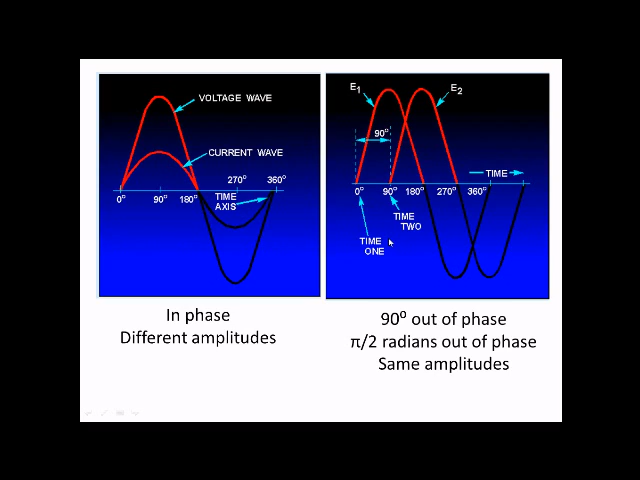 VOLTAGE WAVE
CURRENT WAVE
0° 90° 180° 270° 360°
TIME
AXIS
In phase
Different amplitudes
E1 E2
90°
TIME
0° 90° 180° 270° 360°
TIME
TWO
TIME
ONE
90⁰ out of phase
π/2 radians out of phase
Same amplitudes